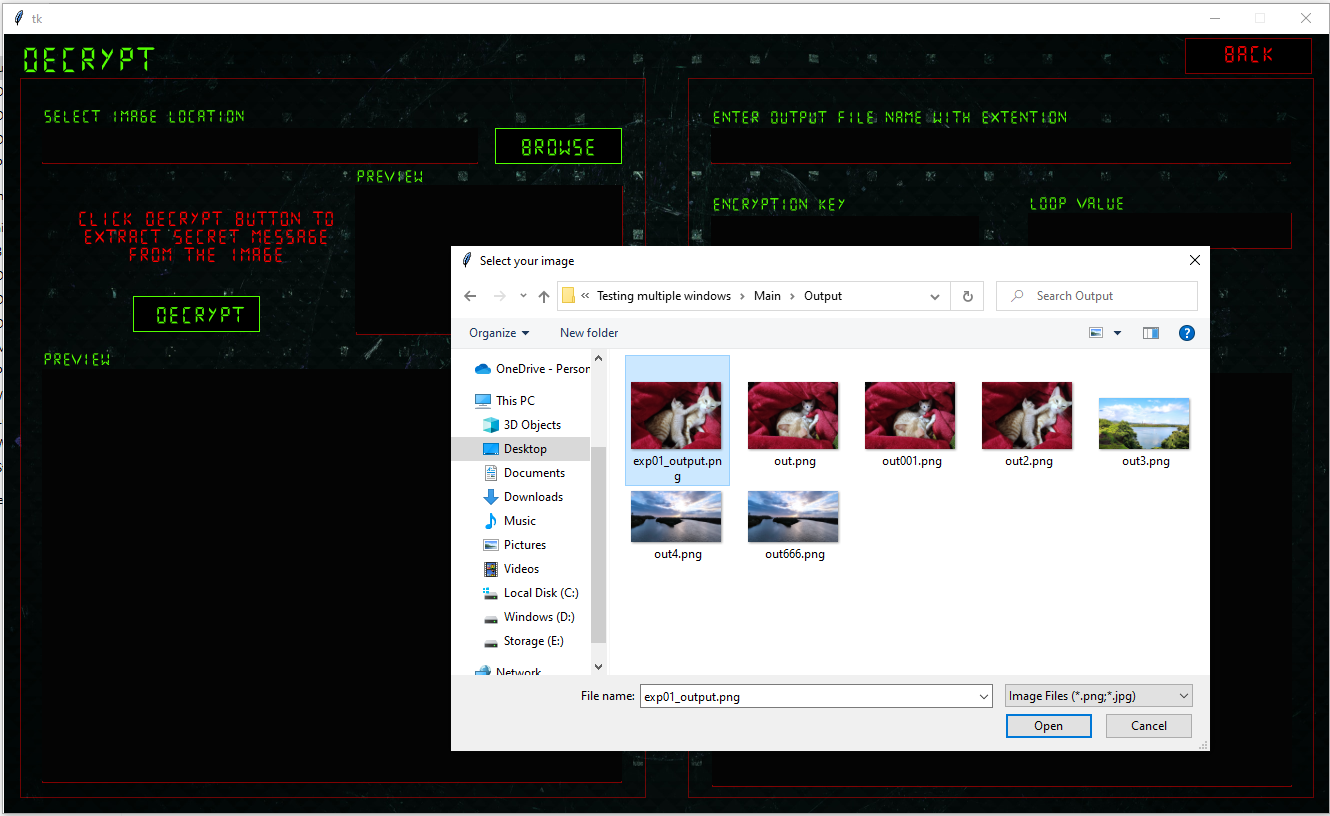 tk
DECRYPT
BACK
SELECT IMAGE LOCATION
BROWSE
PREVIEW
CLICK DECRYPT BUTTON TO
EXTRACT SECRET MESSAGE
FROM THE IMAGE
DECRYPT
PREVIEW
ENTER OUTPUT FILE NAME WITH EXTENTION
ENCRYPTION KEY
LOOP VALUE
Select your image
« Testing multiple windows › Main › Output
Search Output
Organize
New folder
OneDrive - Person
This PC
3D Objects
Desktop
Documents
Downloads
Music
Pictures
Videos
Local Disk (C:)
Windows (D:)
Storage (E:)
Network
exp01_output.pn
g
out.png
out001.png
out2.png
out3.png
out4.png
out666.png
File name:
exp01_output.png
Image Files (*.png;*.jpg)
Open
Cancel